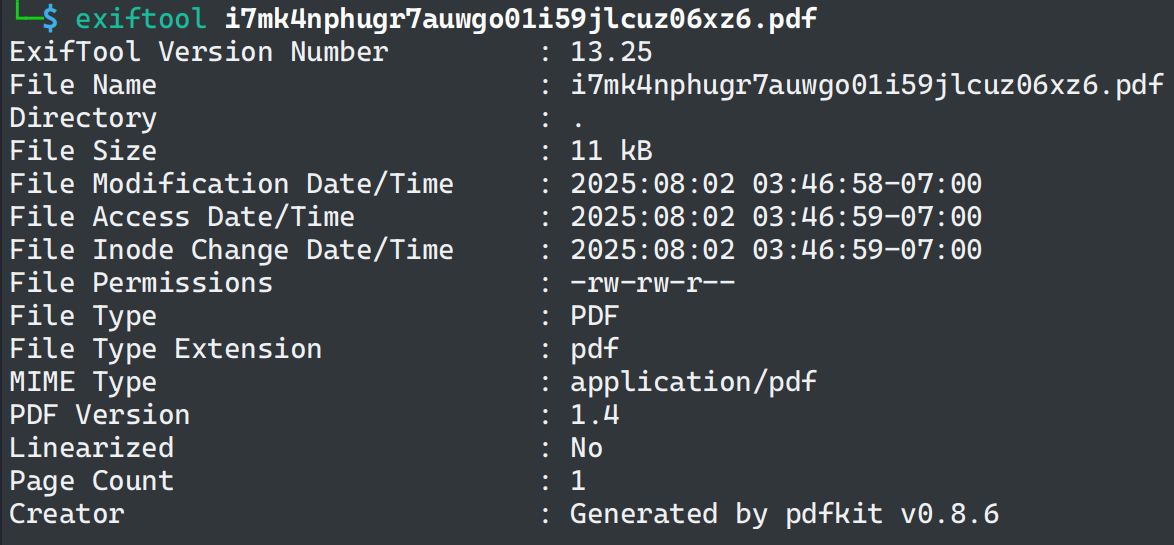 └─$ exiftool i7mk4nphugr7auwgo01i59jlcuz06xz6.pdf
ExifTool Version Number : 13.25
File Name : i7mk4nphugr7auwgo01i59jlcuz06xz6.pdf
Directory : .
File Size : 11 kB
File Modification Date/Time : 2025:08:02 03:46:58-07:00
File Access Date/Time : 2025:08:02 03:46:59-07:00
File Inode Change Date/Time : 2025:08:02 03:46:59-07:00
File Permissions : -rw-rw-r--
File Type : PDF
File Type Extension : pdf
MIME Type : application/pdf
PDF Version : 1.4
Linearized : No
Page Count : 1
Creator : Generated by pdfkit v0.8.6